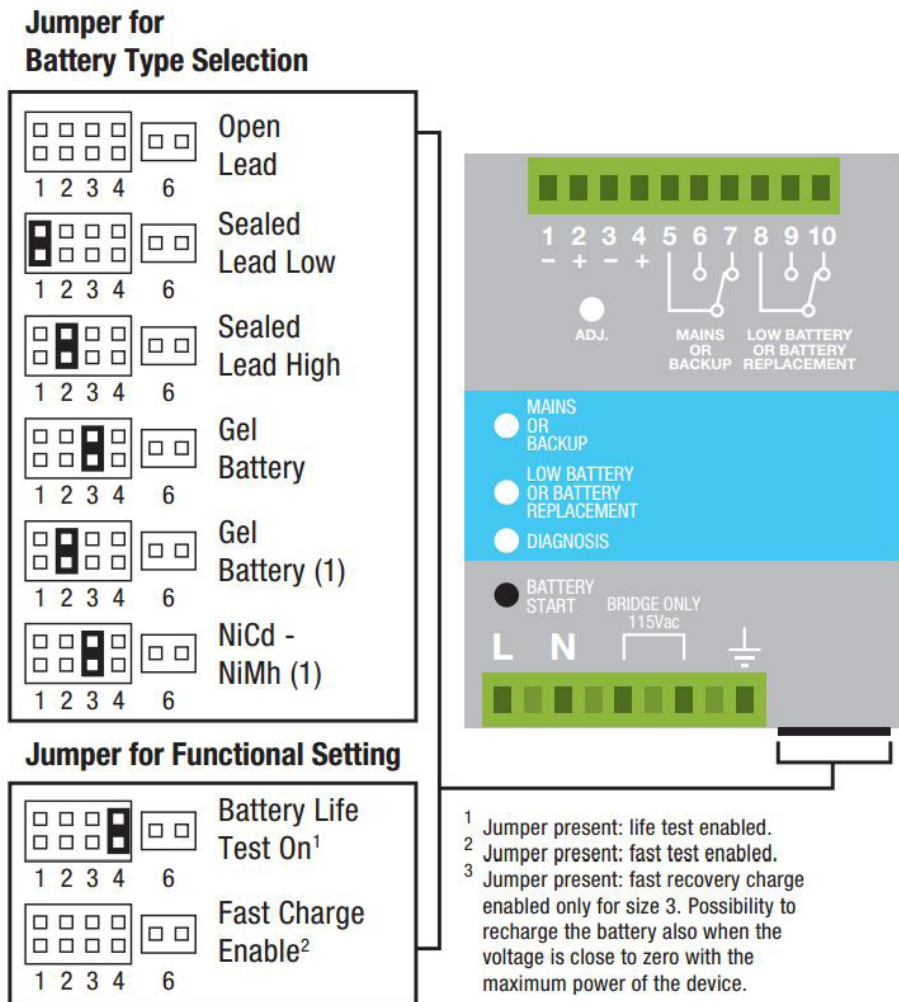 Jumper for
Battery Type Selection
Open
Lead
1 2 3 4 6
Sealed
Lead Low
1 2 3 4 6
Sealed
Lead High
1 2 3 4 6
Gel
Battery
1 2 3 4 6
Gel
Battery (1)
1 2 3 4 6
NiCd -
NiMh (1)
1 2 3 4 6
Jumper for Functional Setting
Battery Life
Test On¹
1 2 3 4 6
Fast Charge
Enable²
1 2 3 4 6
1 2 3 4 5 6 7 8 9 10
− + − +
ADJ.
MAINS
OR
BACKUP
LOW BATTERY
OR BATTERY
REPLACEMENT
MAINS
OR
BACKUP
LOW BATTERY
OR BATTERY
REPLACEMENT
DIAGNOSIS
BATTERY
START
BRIDGE ONLY
115Vac
L N
¹ Jumper present: life test enabled.
² Jumper present: fast test enabled.
³ Jumper present: fast recovery charge
enabled only for size 3. Possibility to
recharge the battery also when the
voltage is close to zero with the
maximum power of the device.